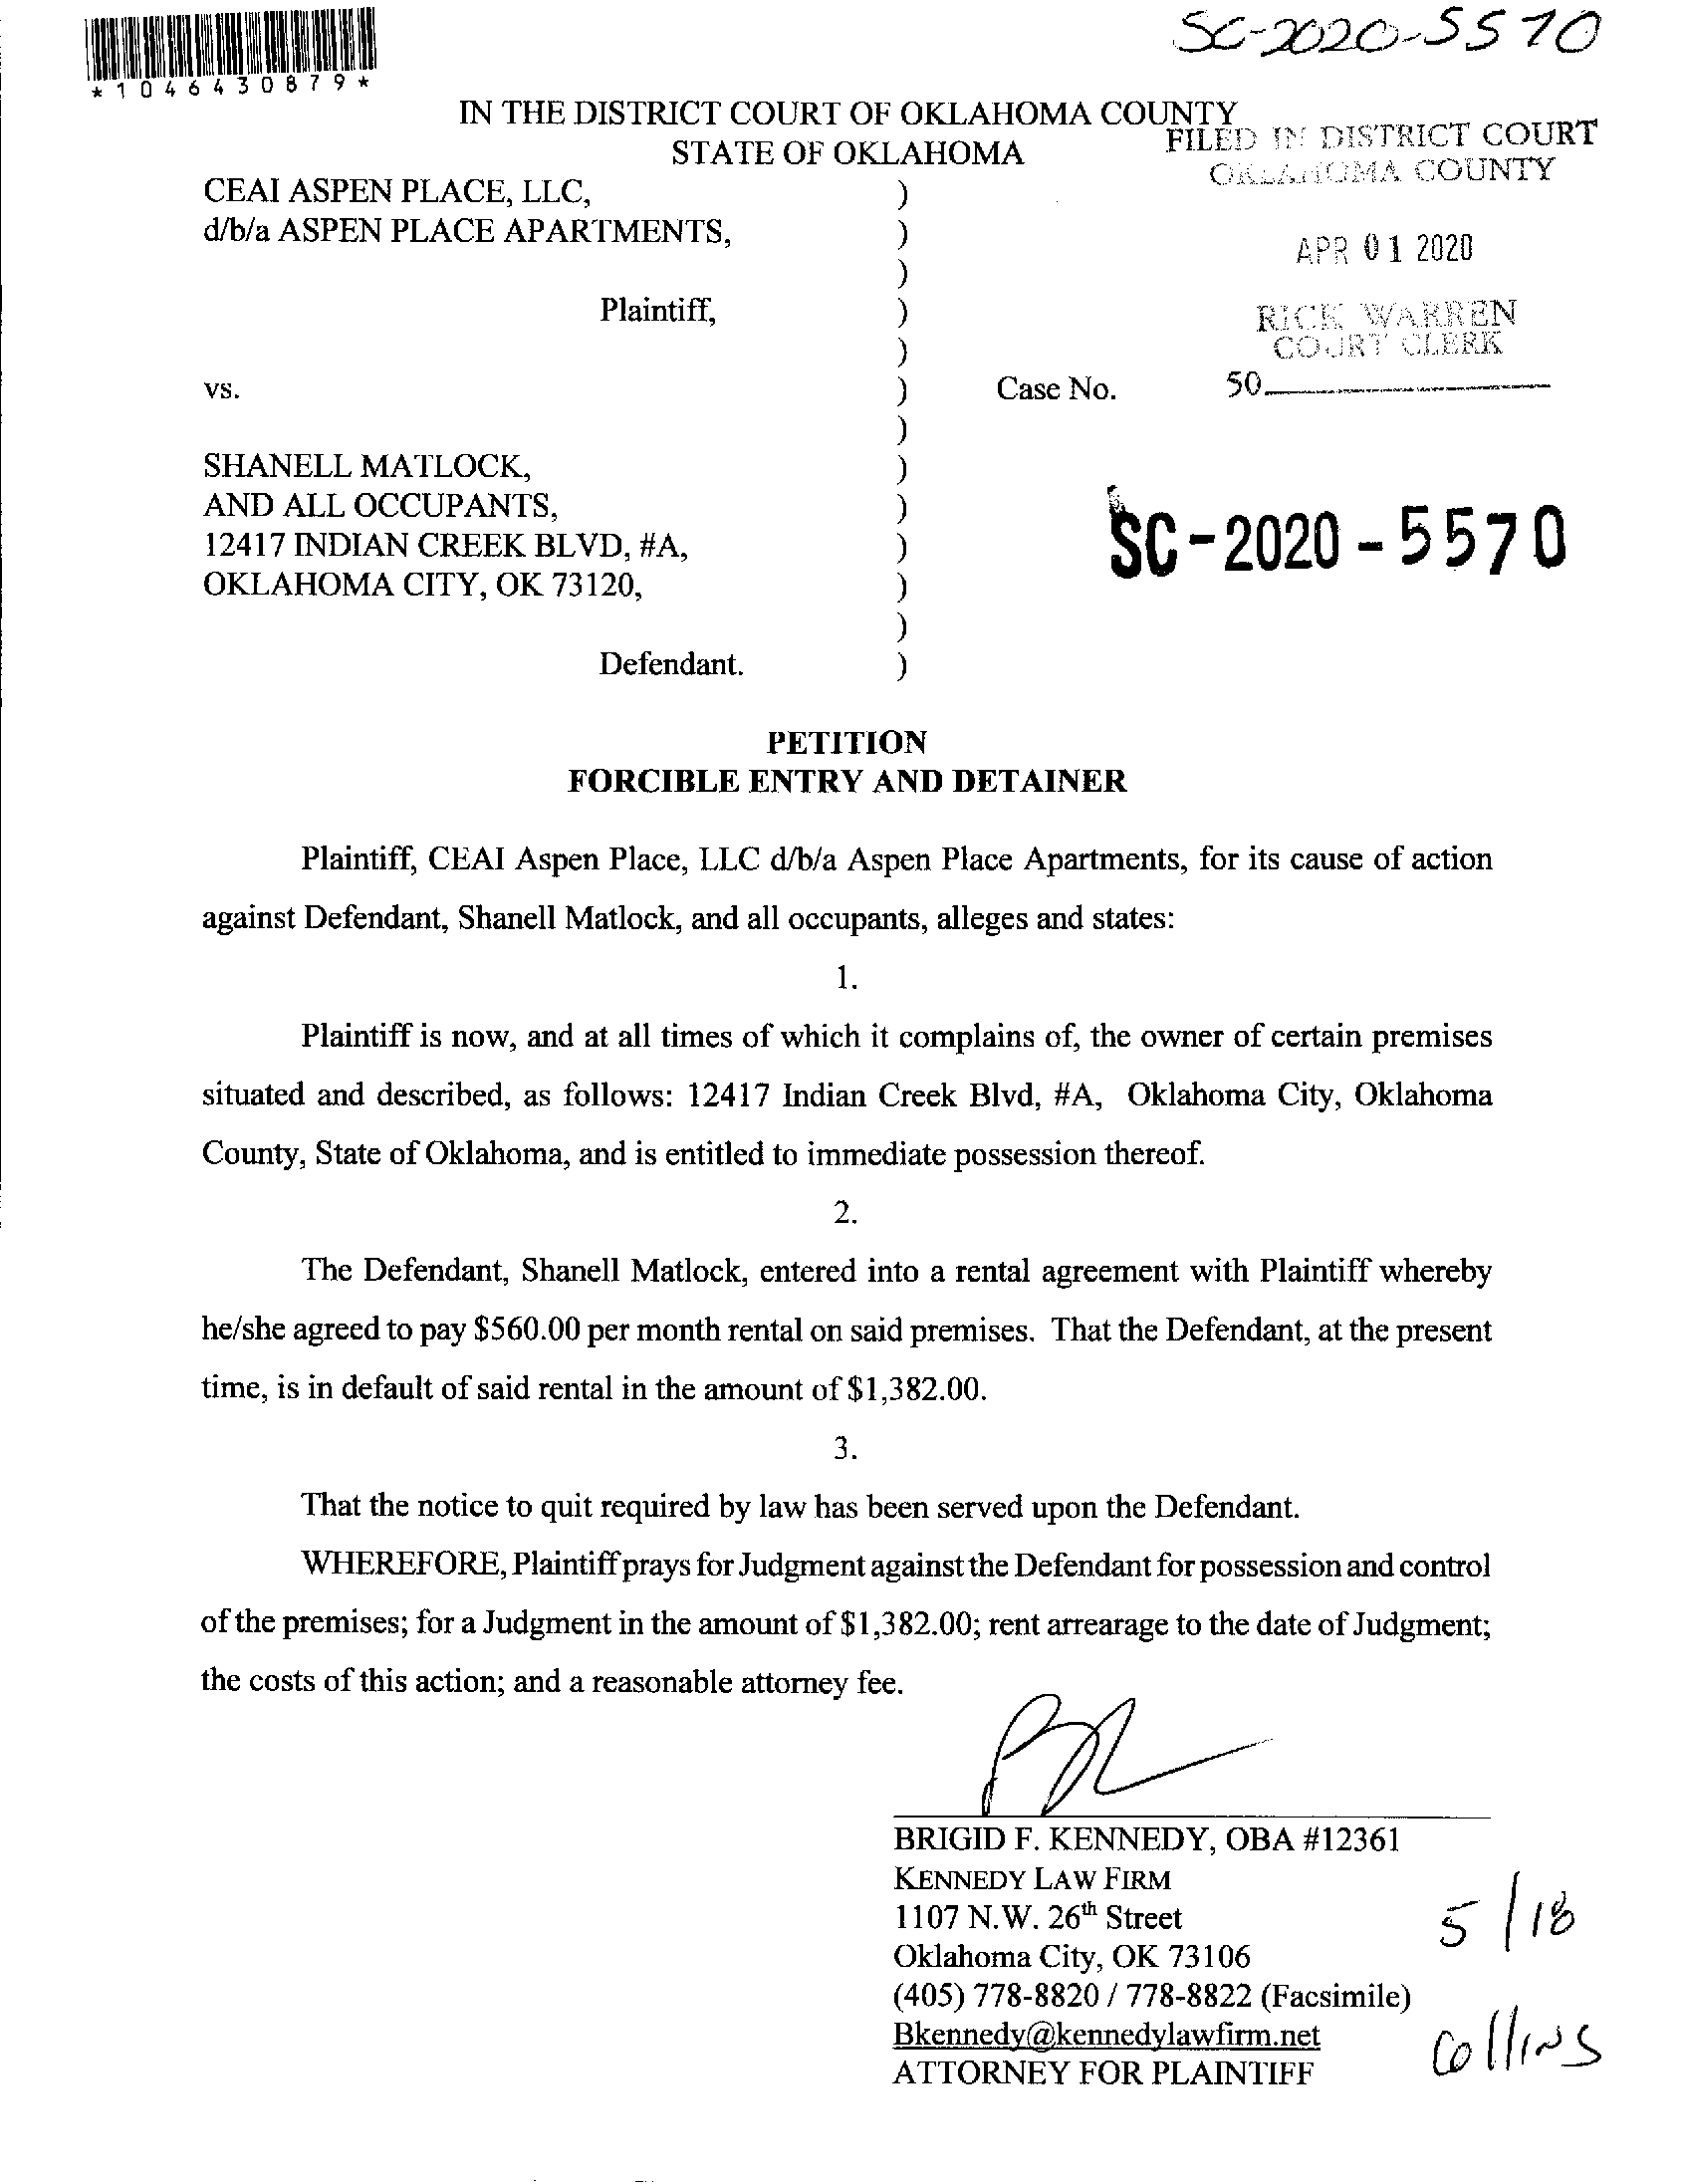 SC-2020-5570
*1046430879*
IN THE DISTRICT COURT OF OKLAHOMA COUNTY
STATE OF OKLAHOMA
FILED IN DISTRICT COURT
OKLAHOMA COUNTY
CEAI ASPEN PLACE, LLC, )
d/b/a ASPEN PLACE APARTMENTS, )
APR 01 2020
)
Plaintiff, )
RICK WARREN
COURT CLERK
)
vs. ) Case No. 50
)
SHANELL MATLOCK, )
AND ALL OCCUPANTS, )
12417 INDIAN CREEK BLVD, #A, )
SC-2020-5570
OKLAHOMA CITY, OK 73120, )
)
Defendant. )
PETITION
FORCIBLE ENTRY AND DETAINER
Plaintiff, CEAI Aspen Place, LLC d/b/a Aspen Place Apartments, for its cause of action
against Defendant, Shanell Matlock, and all occupants, alleges and states:
1.
Plaintiff is now, and at all times of which it complains of, the owner of certain premises
situated and described, as follows: 12417 Indian Creek Blvd, #A, Oklahoma City, Oklahoma
County, State of Oklahoma, and is entitled to immediate possession thereof.
2.
The Defendant, Shanell Matlock, entered into a rental agreement with Plaintiff whereby
he/she agreed to pay $560.00 per month rental on said premises. That the Defendant, at the present
time, is in default of said rental in the amount of $1,382.00.
3.
That the notice to quit required by law has been served upon the Defendant.
WHEREFORE, Plaintiff prays for Judgment against the Defendant for possession and control
of the premises; for a Judgment in the amount of $1,382.00; rent arrearage to the date of Judgment;
the costs of this action; and a reasonable attorney fee.
BRIGID F. KENNEDY, OBA #12361
KENNEDY LAW FIRM
1107 N.W. 26th Street
5/18
Oklahoma City, OK 73106
(405) 778-8820 / 778-8822 (Facsimile)
Bkennedy@kennedylawfirm.net
Collins
ATTORNEY FOR PLAINTIFF